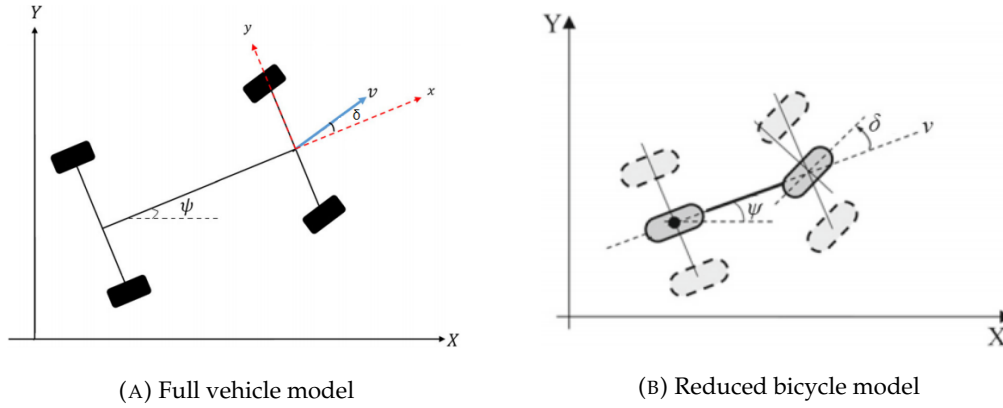 Y
y
v
x
δ
ψ
X
(A) Full vehicle model
Y
δ
v
ψ
X
(B) Reduced bicycle model